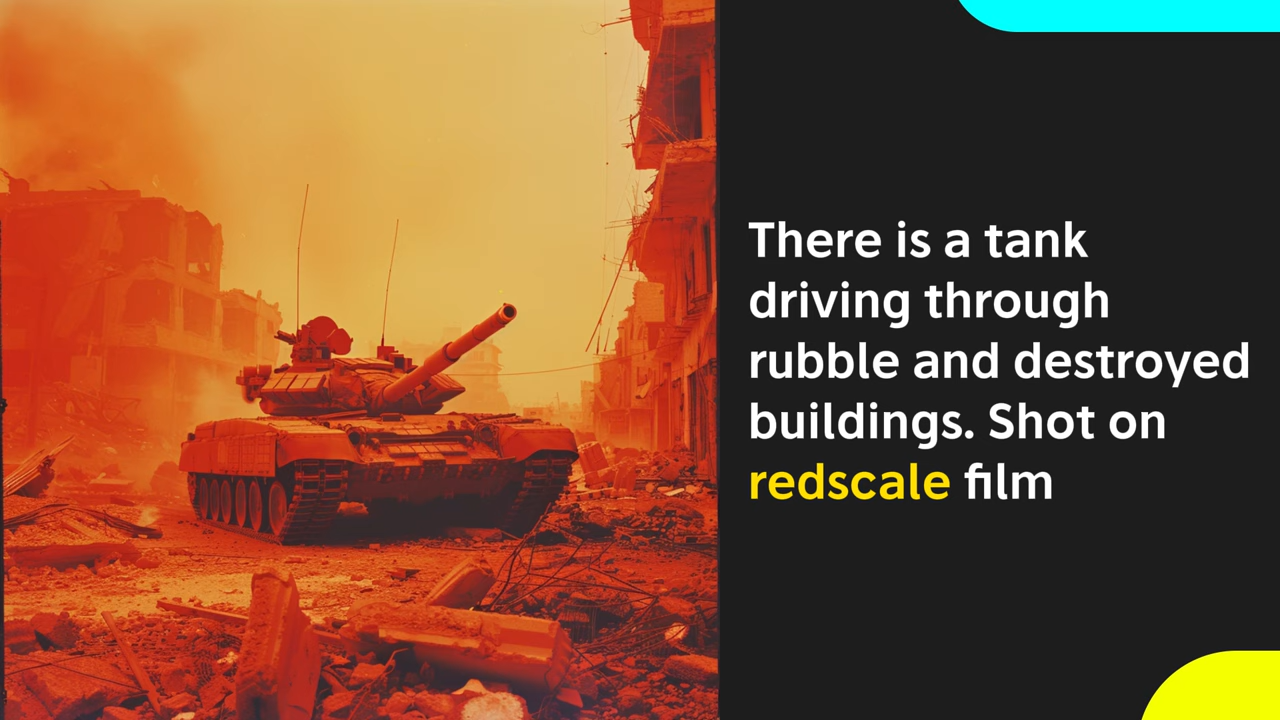 There is a tank
driving through
rubble and destroyed
buildings. Shot on
redscale film